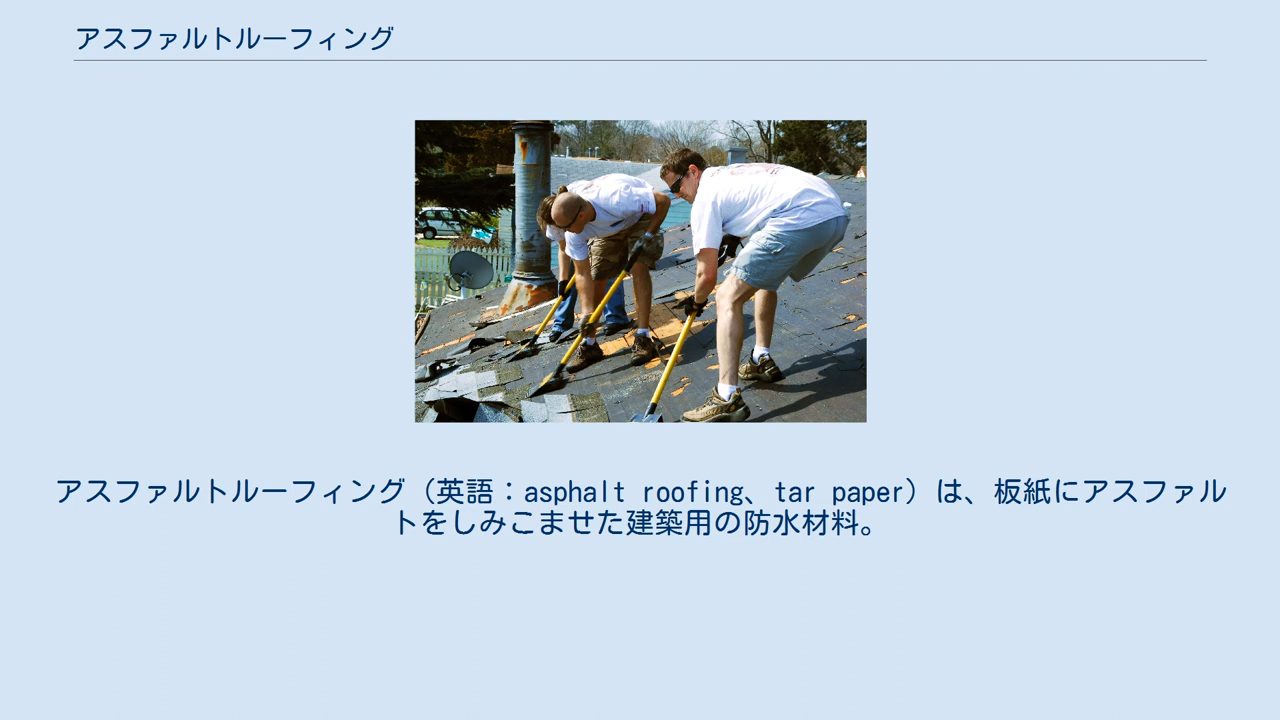 アスファルトルーフィング
アスファルトルーフィング（英語：asphalt roofing、tar paper）は、板紙にアスファル
トをしみこませた建築用の防水材料。